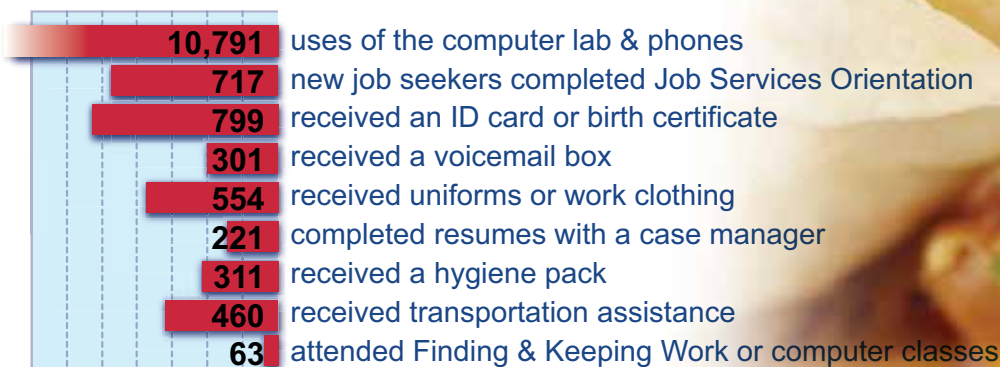 10,791 uses of the computer lab & phones
717 new job seekers completed Job Services Orientation
799 received an ID card or birth certificate
301 received a voicemail box
554 received uniforms or work clothing
221 completed resumes with a case manager
311 received a hygiene pack
460 received transportation assistance
63 attended Finding & Keeping Work or computer classes